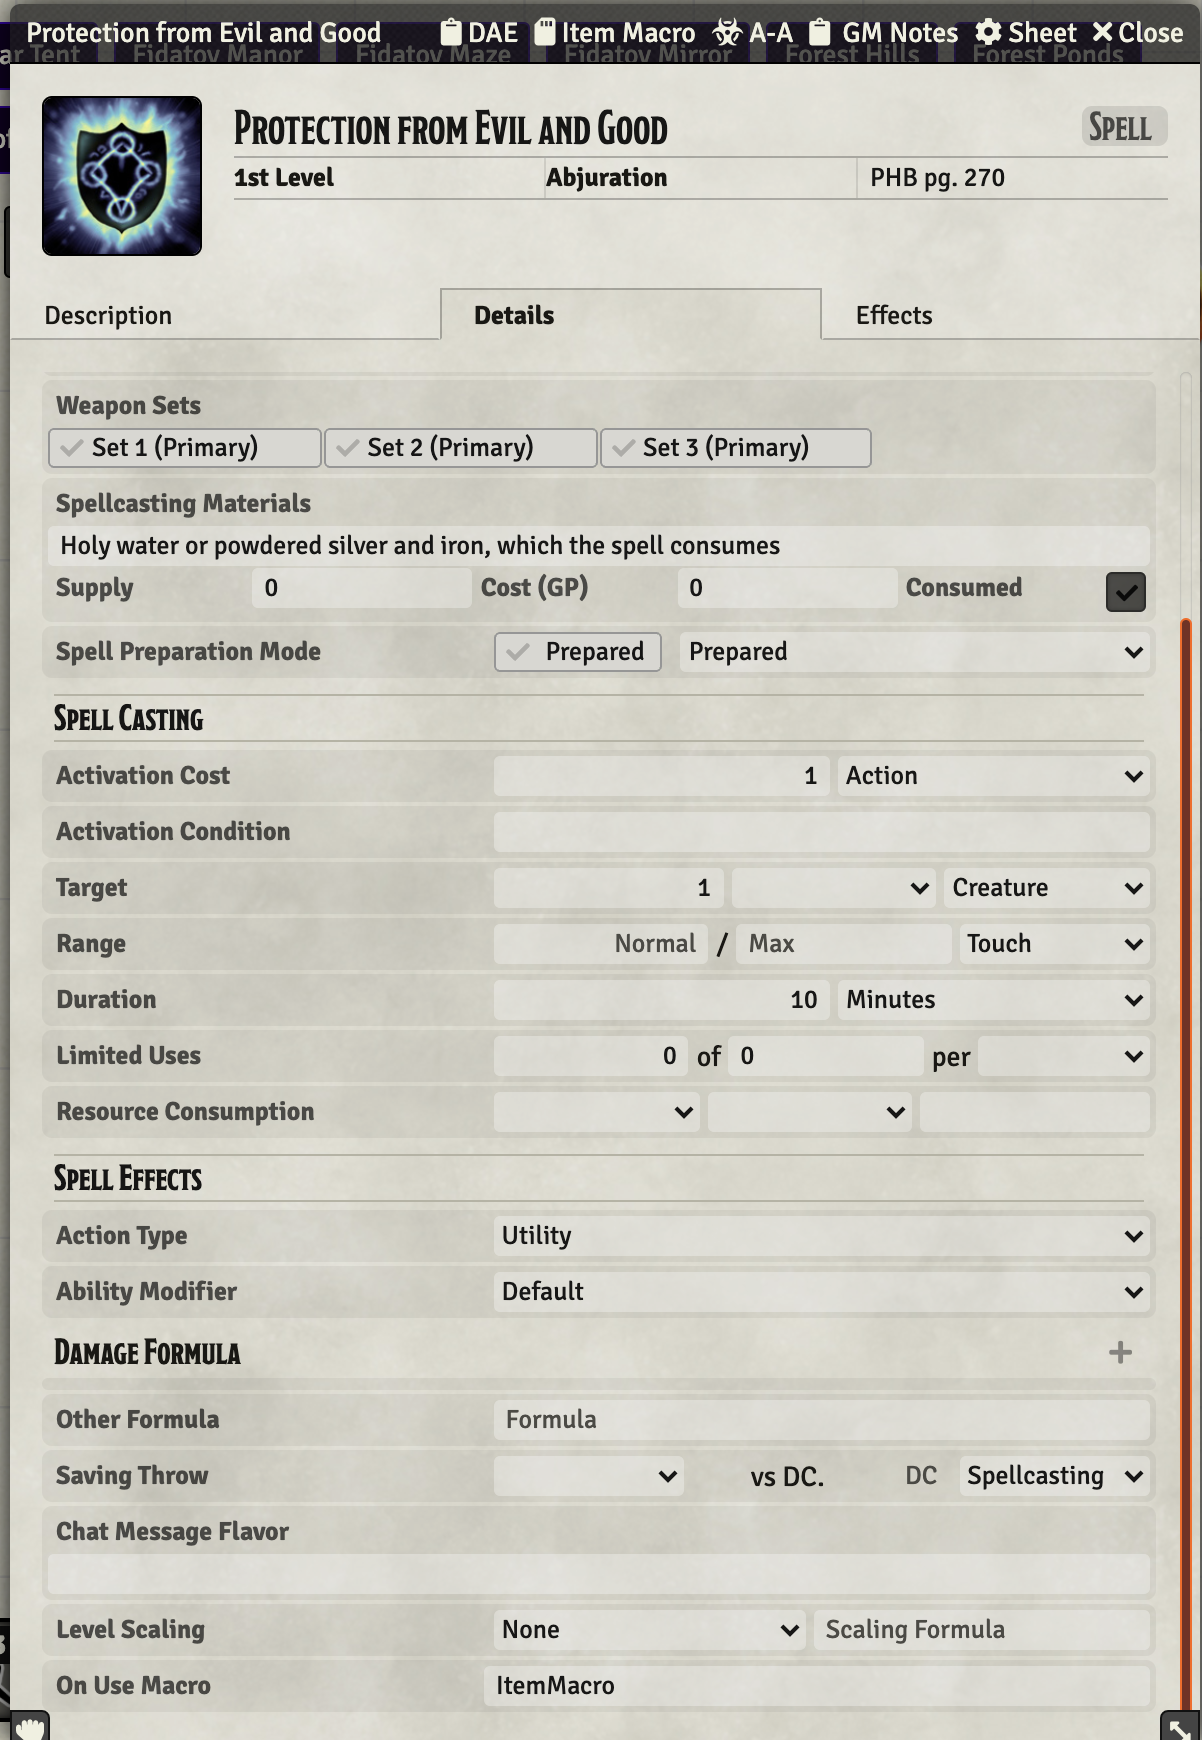 Protection from Evil and Good DAE Item Macro A-A GM Notes Sheet Close
ar Tent Fidatov Manor Fidatov Maze Fidatov Mirror Forest Hills Forest Ponds
Protection from Evil and Good Spell
1st Level Abjuration PHB pg. 270
Description Details Effects
Weapon Sets
Set 1 (Primary) Set 2 (Primary) Set 3 (Primary)
Spellcasting Materials
Holy water or powdered silver and iron, which the spell consumes
Supply 0 Cost (GP) 0 Consumed
Spell Preparation Mode Prepared Prepared
Spell Casting
Activation Cost 1 Action
Activation Condition
Target 1 Creature
Range Normal / Max Touch
Duration 10 Minutes
Limited Uses 0 of 0 per
Resource Consumption
Spell Effects
Action Type Utility
Ability Modifier Default
Damage Formula
Other Formula Formula
Saving Throw vs DC. DC Spellcasting
Chat Message Flavor
Level Scaling None Scaling Formula
On Use Macro ItemMacro